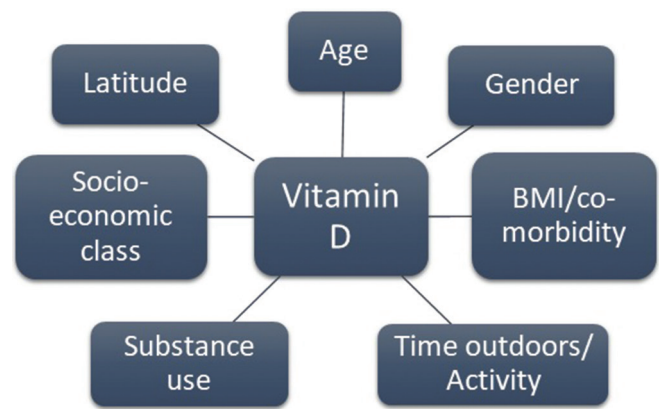 Age
Latitude
Gender
Socio-
economic
class
Vitamin
D
BMI/co-
morbidity
Substance
use
Time outdoors/
Activity